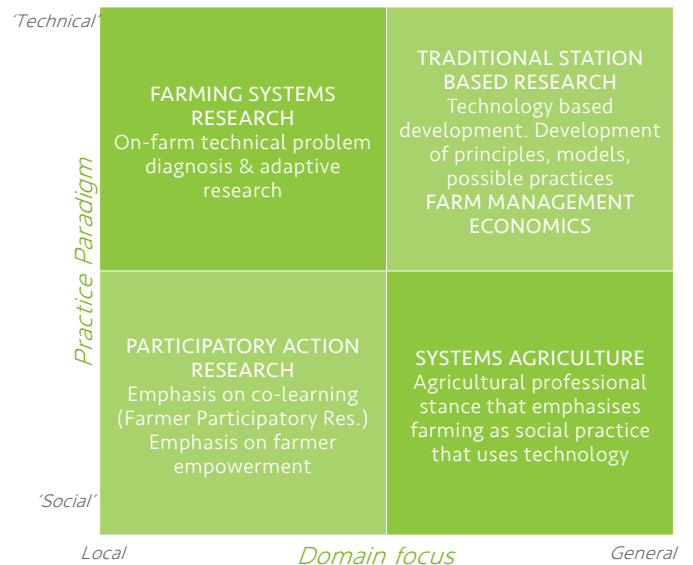 ‘Technical’
FARMING SYSTEMS
RESEARCH
On-farm technical problem
diagnosis & adaptive
research
TRADITIONAL STATION
BASED RESEARCH
Technology based
development. Development
of principles, models,
possible practices
FARM MANAGEMENT
ECONOMICS
Practice Paradigm
PARTICIPATORY ACTION
RESEARCH
Emphasis on co-learning
(Farmer Participatory Res.)
Emphasis on farmer
empowerment
SYSTEMS AGRICULTURE
Agricultural professional
stance that emphasises
farming as social practice
that uses technology
‘Social’
Local
Domain focus
General